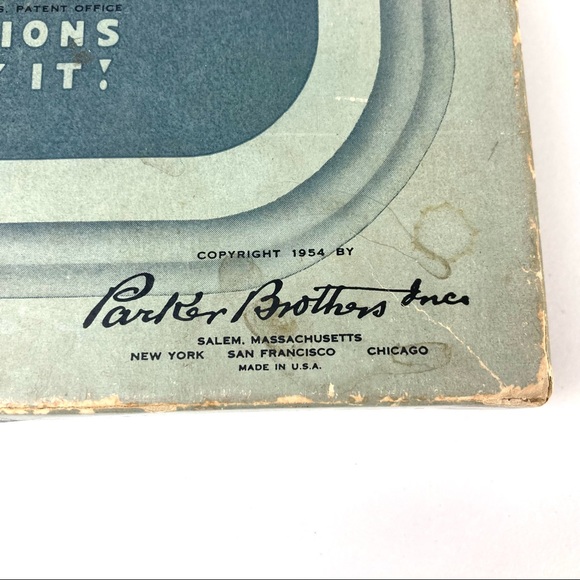 S. PATENT OFFICE
IONS
Y IT!
COPYRIGHT 1954 BY
Parker Brothers Inc.
SALEM, MASSACHUSETTS
NEW YORK SAN FRANCISCO CHICAGO
MADE IN U.S.A.